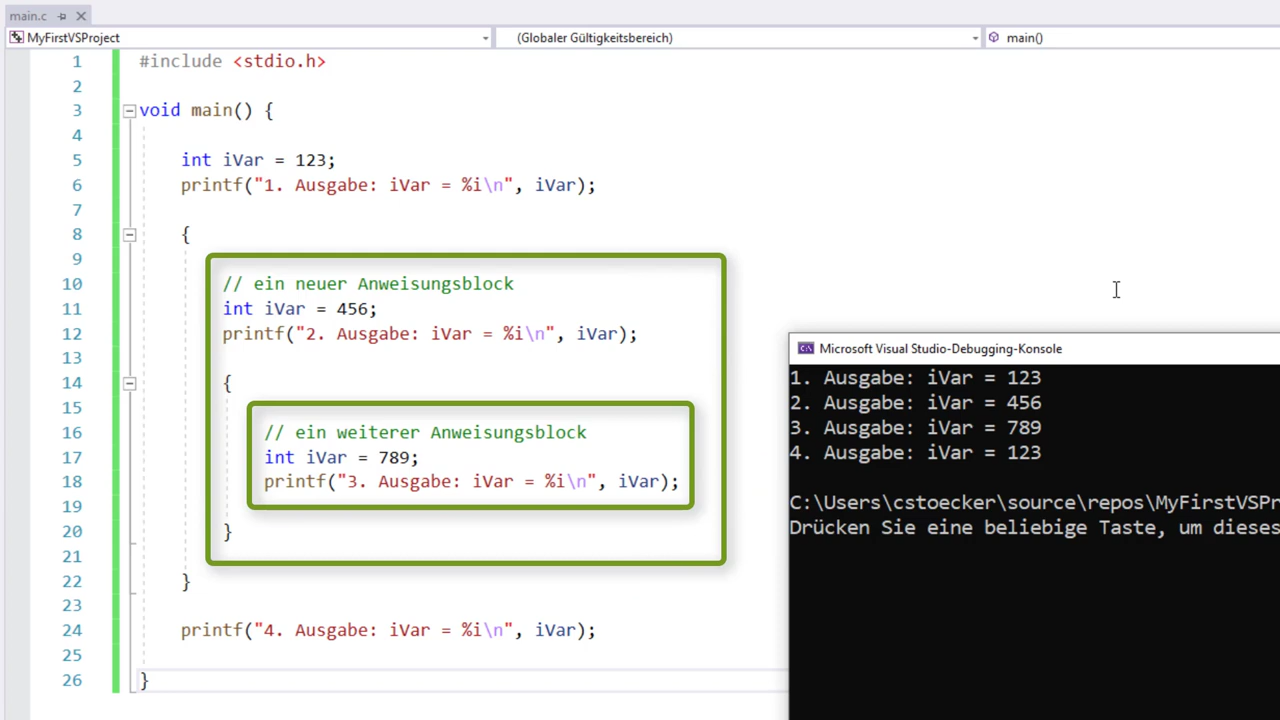 main.c
MyFirstVSProject (Globaler Gültigkeitsbereich) main()
1 #include <stdio.h>
2
3 void main() {
4
5 int iVar = 123;
6 printf("1. Ausgabe: iVar = %i\n", iVar);
7
8 {
9
10 // ein neuer Anweisungsblock
11 int iVar = 456;
12 printf("2. Ausgabe: iVar = %i\n", iVar);
13
14 {
15
16 // ein weiterer Anweisungsblock
17 int iVar = 789;
18 printf("3. Ausgabe: iVar = %i\n", iVar);
19
20 }
21
22 }
23
24 printf("4. Ausgabe: iVar = %i\n", iVar);
25
26 }
Microsoft Visual Studio-Debugging-Konsole
1. Ausgabe: iVar = 123
2. Ausgabe: iVar = 456
3. Ausgabe: iVar = 789
4. Ausgabe: iVar = 123
C:\Users\cstoecker\source\repos\MyFirstVSPr
Drücken Sie eine beliebige Taste, um dieses